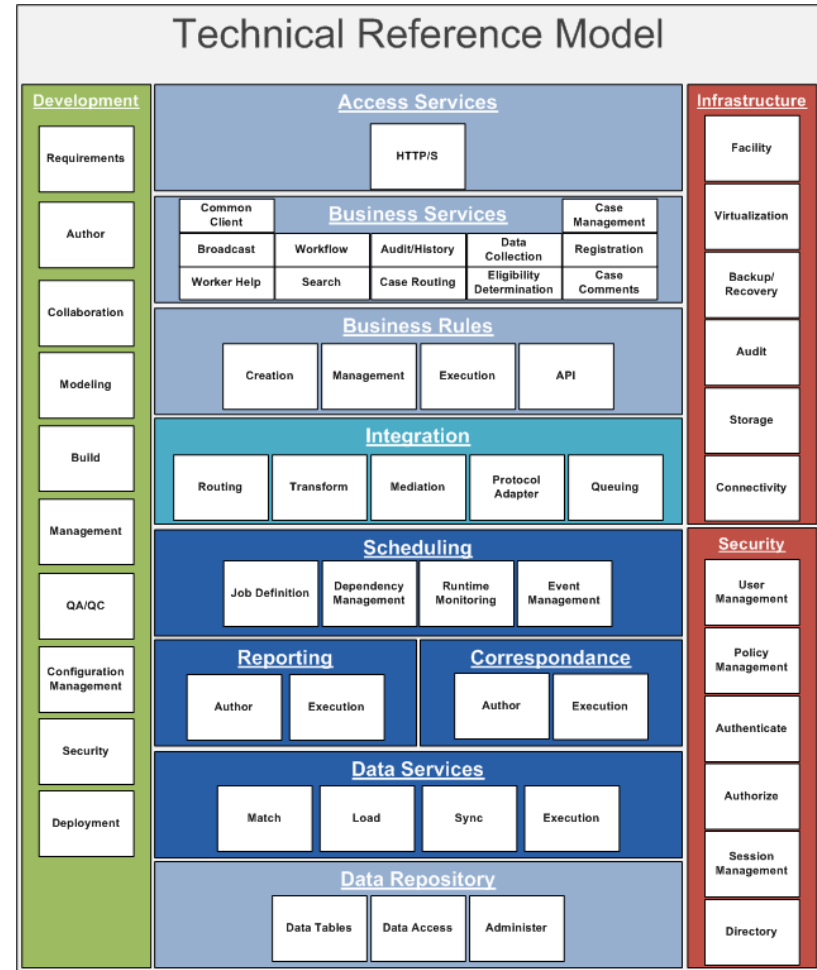 Technical Reference Model
Development
Requirements
Author
Collaboration
Modeling
Build
Management
QA/QC
Configuration
Management
Security
Deployment
Access Services
HTTP/S
Business Services
Common
Client
Case
Management
Broadcast
Workflow
Audit/History
Data
Collection
Registration
Worker Help
Search
Case Routing
Eligibility
Determination
Case
Comments
Business Rules
Creation
Management
Execution
API
Integration
Routing
Transform
Mediation
Protocol
Adapter
Queuing
Scheduling
Job Definition
Dependency
Management
Runtime
Monitoring
Event
Management
Reporting
Author
Execution
Correspondance
Author
Execution
Data Services
Match
Load
Sync
Execution
Data Repository
Data Tables
Data Access
Administer
Infrastructure
Facility
Virtualization
Backup/
Recovery
Audit
Storage
Connectivity
Security
User
Management
Policy
Management
Authenticate
Authorize
Session
Management
Directory